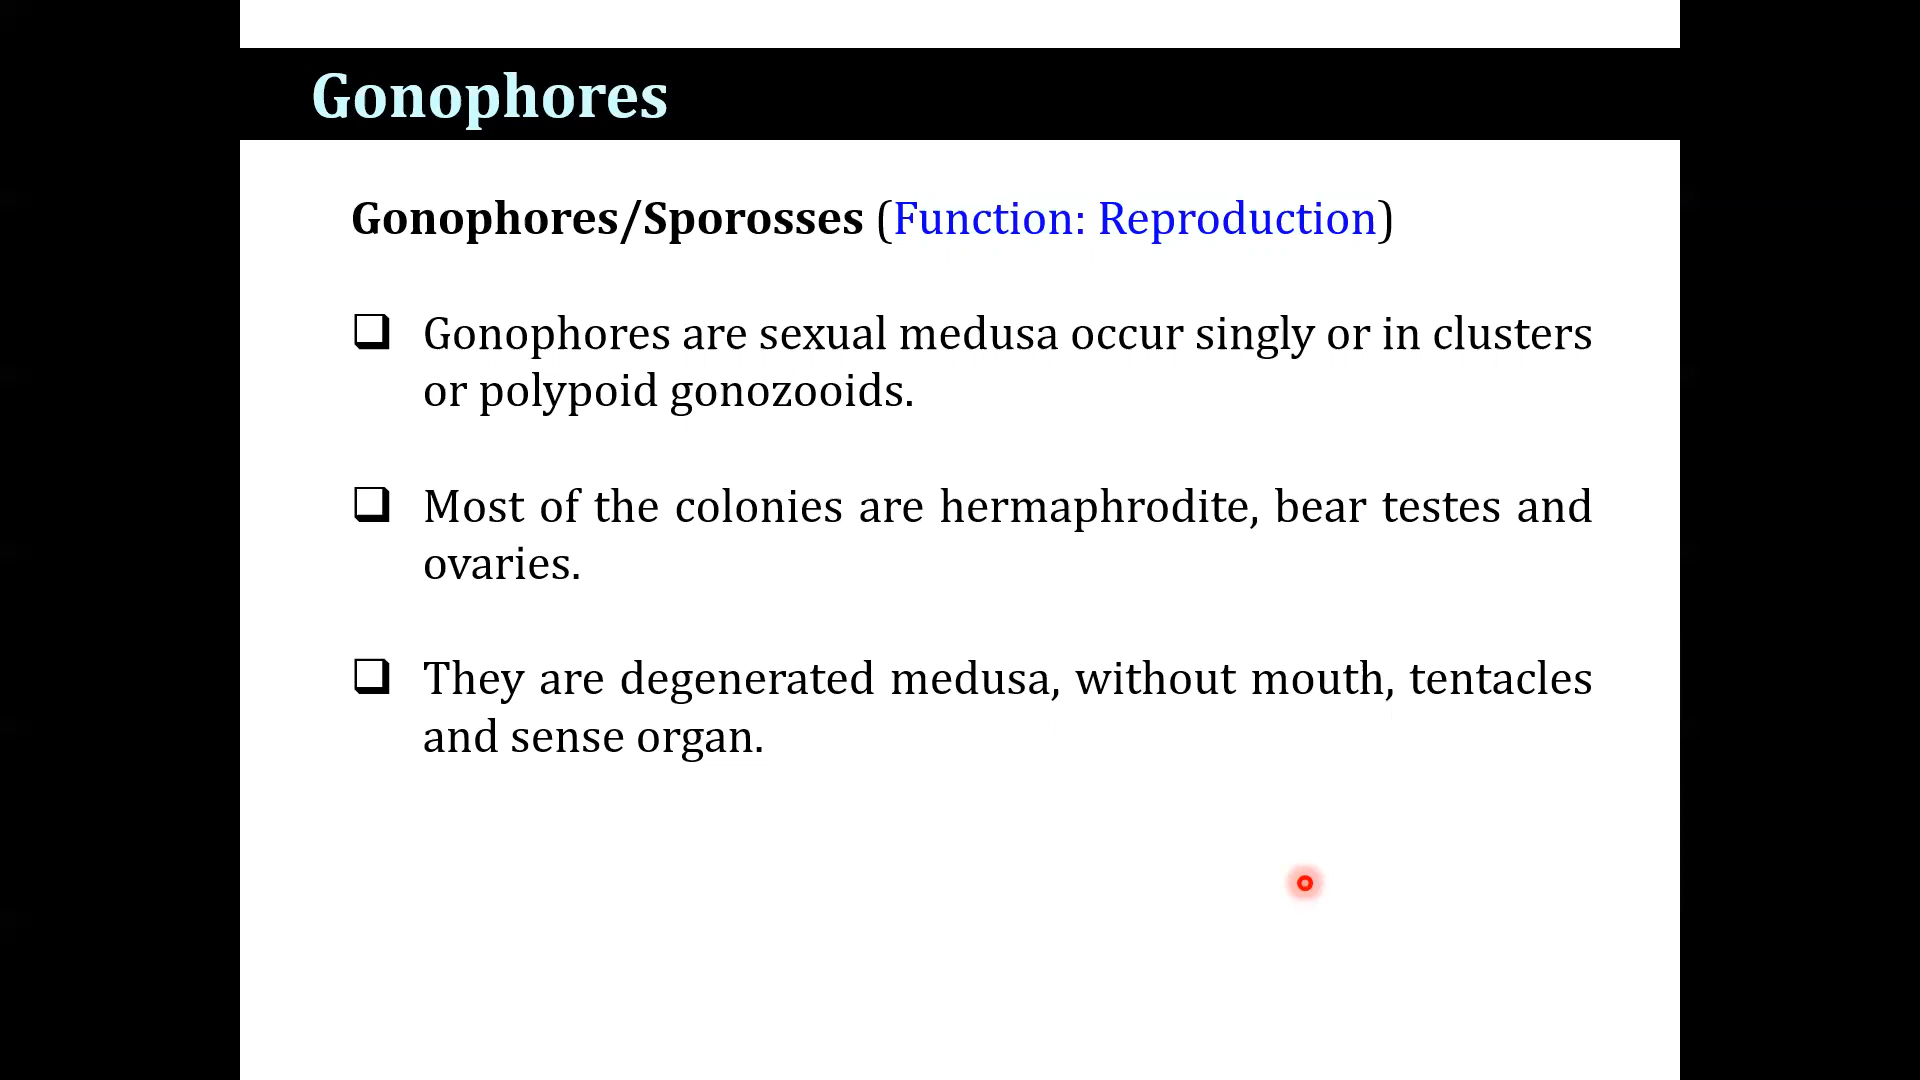 Gonophores
Gonophores/Sporosses (Function: Reproduction)
❑ Gonophores are sexual medusa occur singly or in clusters
or polypoid gonozooids.
❑ Most of the colonies are hermaphrodite, bear testes and
ovaries.
❑ They are degenerated medusa, without mouth, tentacles
and sense organ.